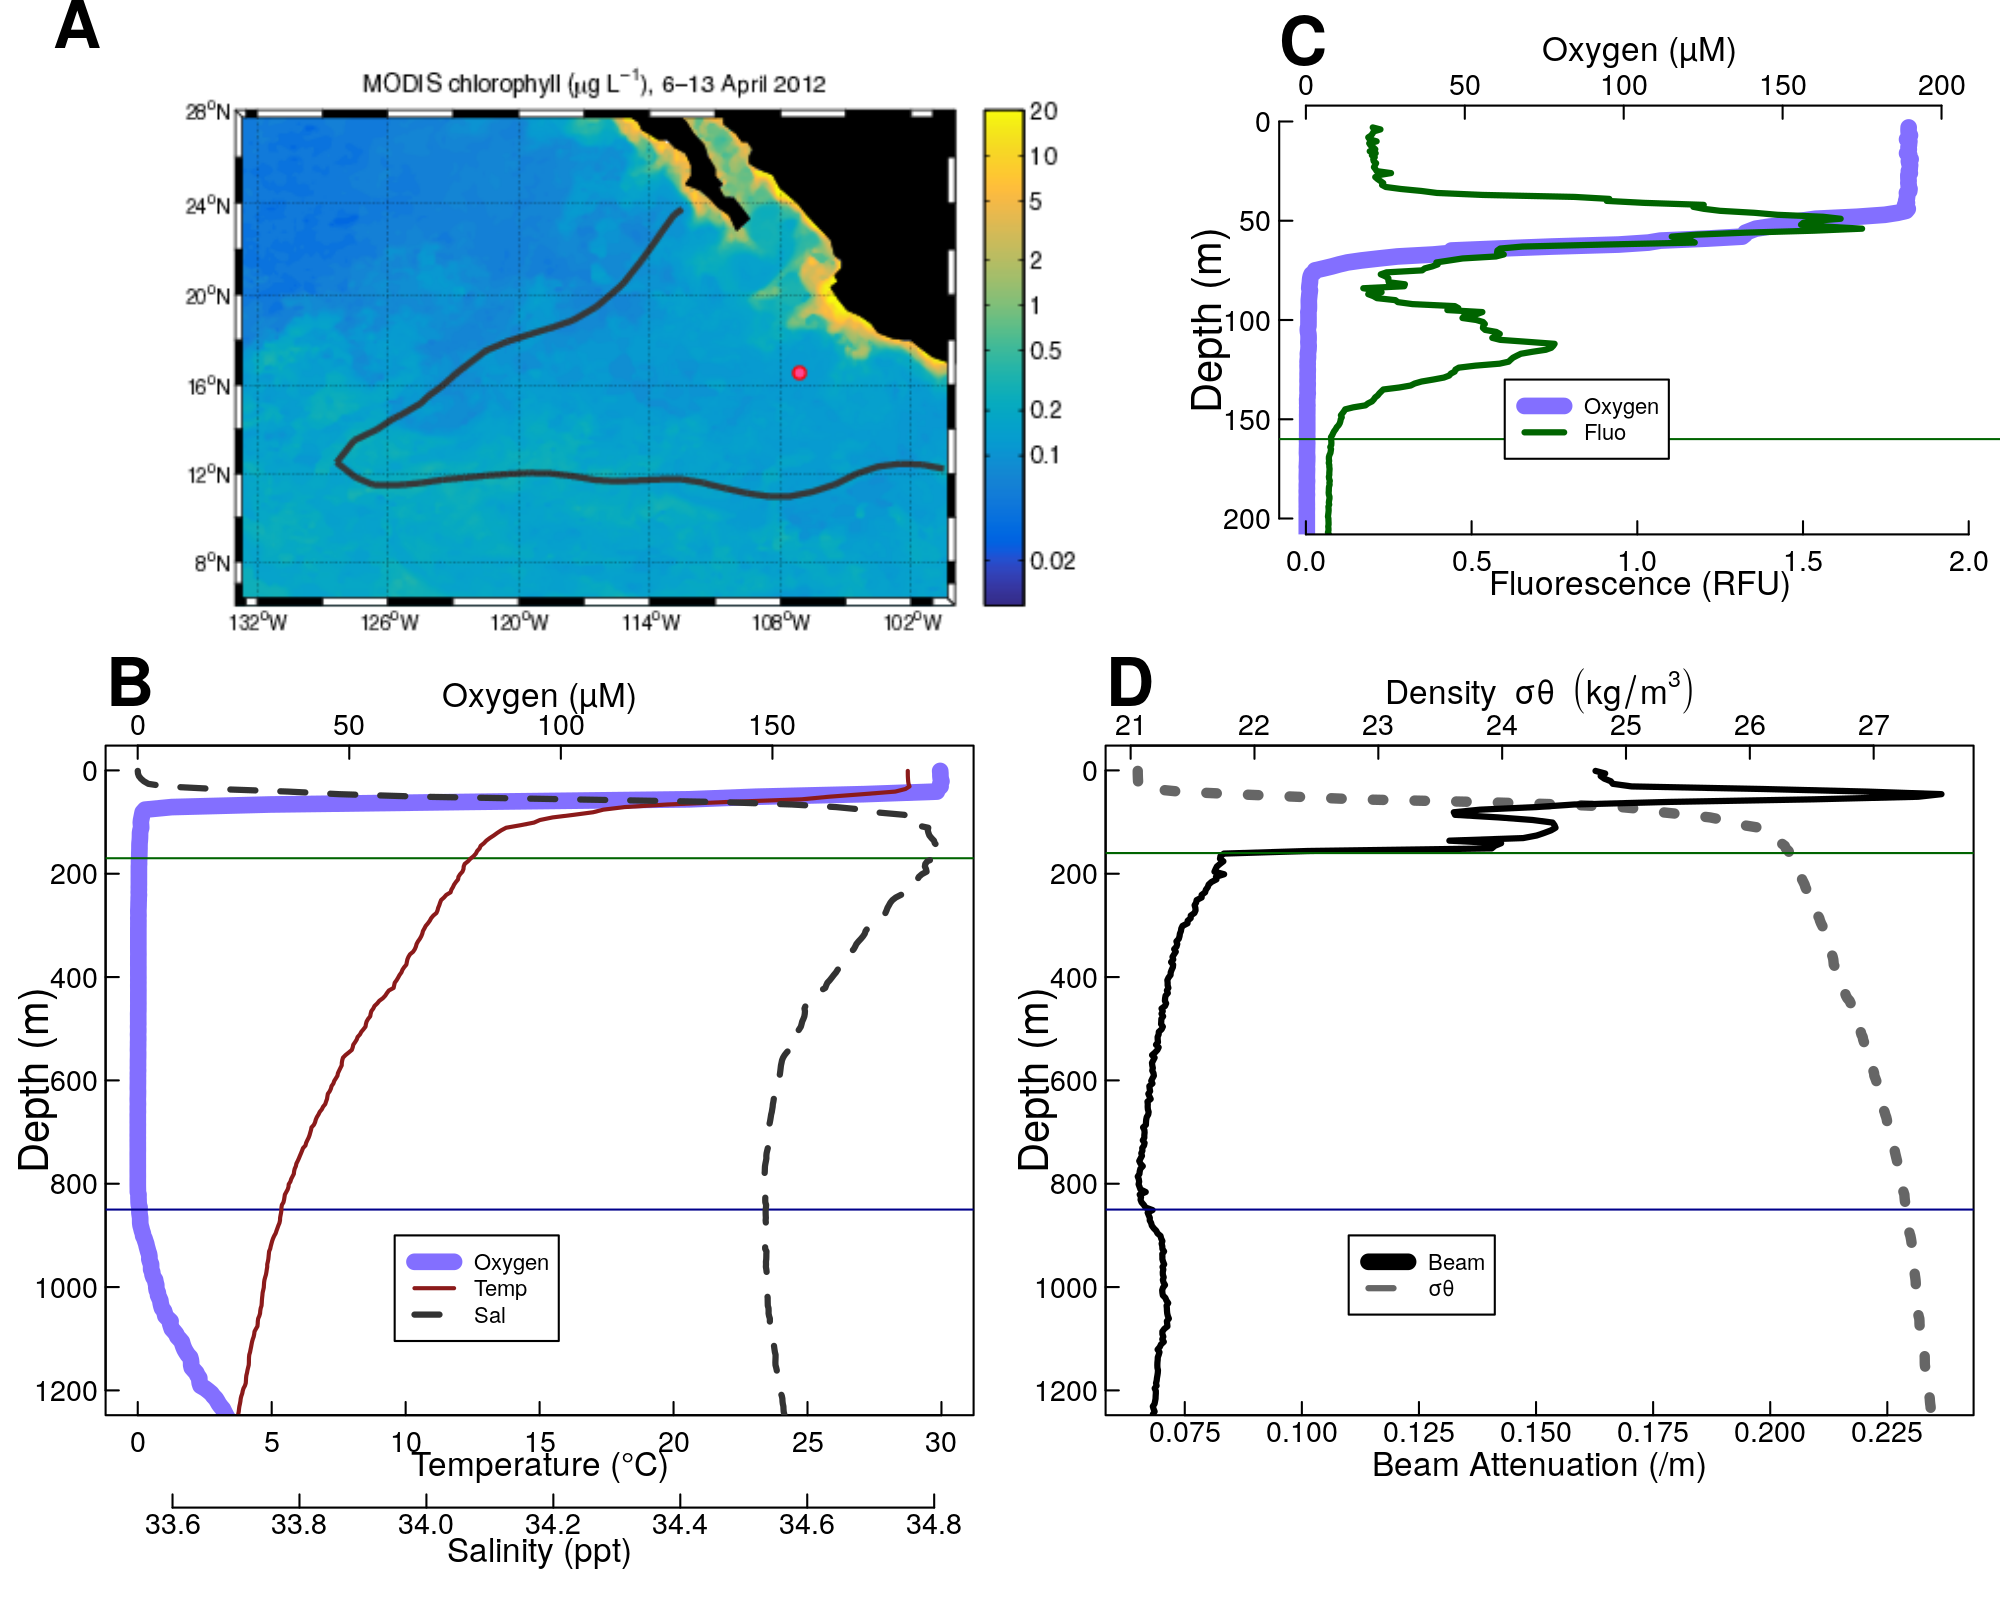 A
MODIS chlorophyll (μg L⁻¹), 6–13 April 2012
28°N
24°N
20°N
16°N
12°N
8°N
132°W 126°W 120°W 114°W 108°W 102°W
20
10
5
2
1
0.5
0.2
0.1
0.02
C
Oxygen (μM)
0 50 100 150 200
Depth (m)
0
50
100
150
200
Oxygen
Fluo
0.0 0.5 1.0 1.5 2.0
Fluorescence (RFU)
B
Oxygen (μM)
0 50 100 150
Depth (m)
0
200
400
600
800
1000
1200
Oxygen
Temp
Sal
0 5 10 15 20 25 30
Temperature (°C)
33.6 33.8 34.0 34.2 34.4 34.6 34.8
Salinity (ppt)
D
Density σθ (kg/m³)
21 22 23 24 25 26 27
Depth (m)
0
200
400
600
800
1000
1200
Beam
σθ
0.075 0.100 0.125 0.150 0.175 0.200 0.225
Beam Attenuation (/m)